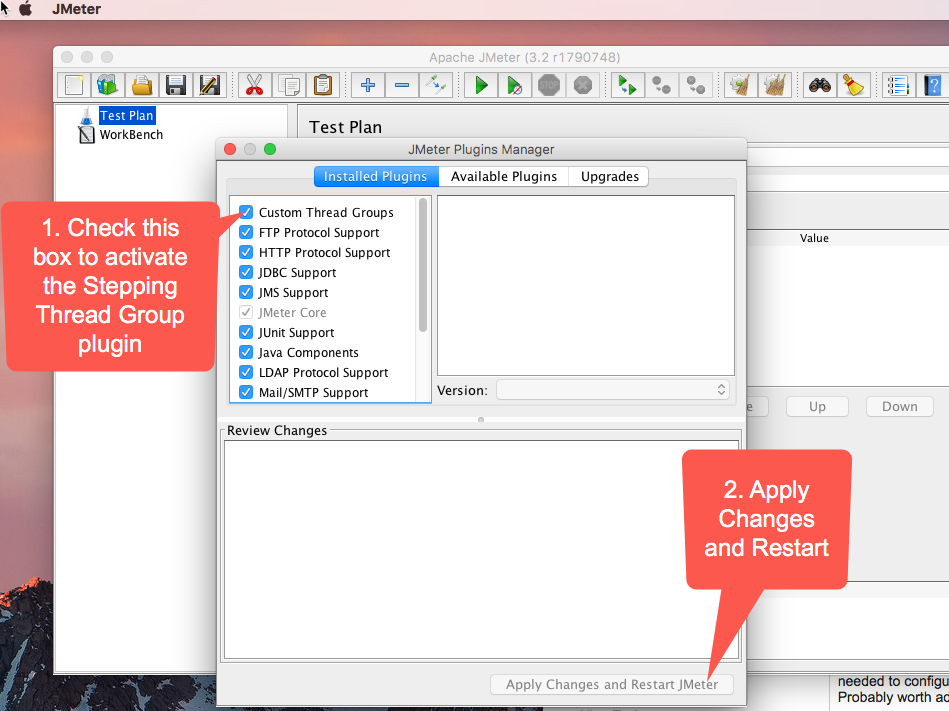 JMeter
Apache JMeter (3.2 r1790748)
STOP
?
Test Plan
WorkBench
Test Plan
JMeter Plugins Manager
Installed Plugins
Available Plugins
Upgrades
1. Check this
box to activate
the Stepping
Thread Group
plugin
Custom Thread Groups
FTP Protocol Support
HTTP Protocol Support
JDBC Support
JMS Support
JMeter Core
JUnit Support
Java Components
LDAP Protocol Support
Mail/SMTP Support
Value
Version:
e
Up
Down
Review Changes
2. Apply
Changes
and Restart
Apply Changes and Restart JMeter
needed to configu
Probably worth ad